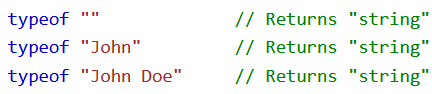 typeof ""             // Returns "string"
typeof "John"         // Returns "string"
typeof "John Doe"     // Returns "string"